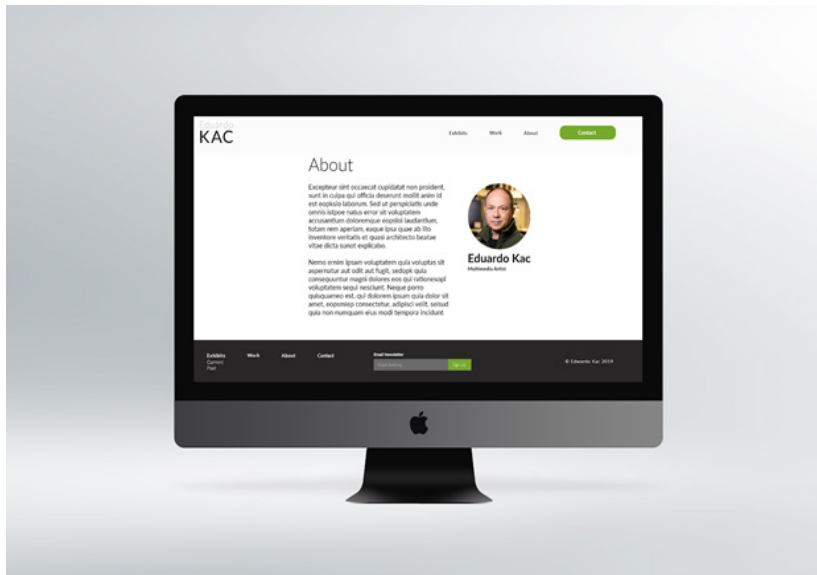 Eduardo
KAC
Exhibits Work About Contact
About
Excepteur sint occaecat cupidatat non proident,
sunt in culpa qui officia deserunt mollit anim id
est eopksio laborum. Sed ut perspiciatis unde
omnis istpoe natus error sit voluptatem
accusantium doloremque eopsloi laudantium,
totam rem aperiam, eaque ipsa quae ab illo
inventore veritatis et quasi architecto beatae
vitae dicta sunot explicabo.
Nemo ernim ipsam voluptatem quia voluptas sit
aspernatur aut odit aut fugit, sedopk quia
consequuntur magni dolores eos qui rationesopl
voluptatem sequi nesciunt. Neque porro
quisquameo est, qui dolorem ipsum quia dolor sit
amet, eopsmiep consectetur, adipisci velit, seisud
quia non numquam eius modi tempora incidunt
Eduardo Kac
Multimedia Artist
Exhibits Work About Contact
Current
Past
Email Newsletter
Email Address Sign Up
© Edwardo Kac 2019